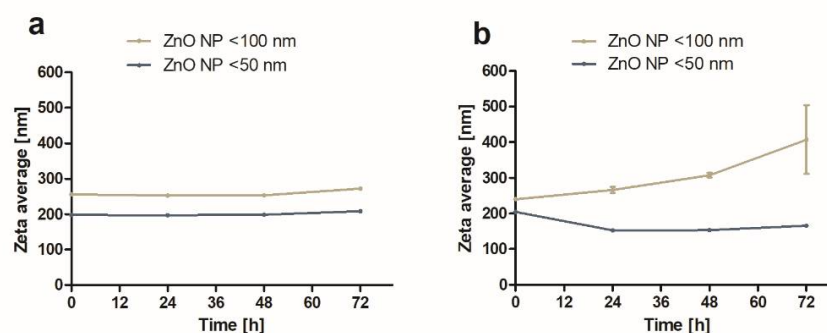 a
ZnO NP <100 nm
ZnO NP <50 nm
Zeta average [nm]
600
500
400
300
200
100
0
0 12 24 36 48 60 72
Time [h]
b
ZnO NP <100 nm
ZnO NP <50 nm
Zeta average [nm]
600
500
400
300
200
100
0
0 12 24 36 48 60 72
Time [h]